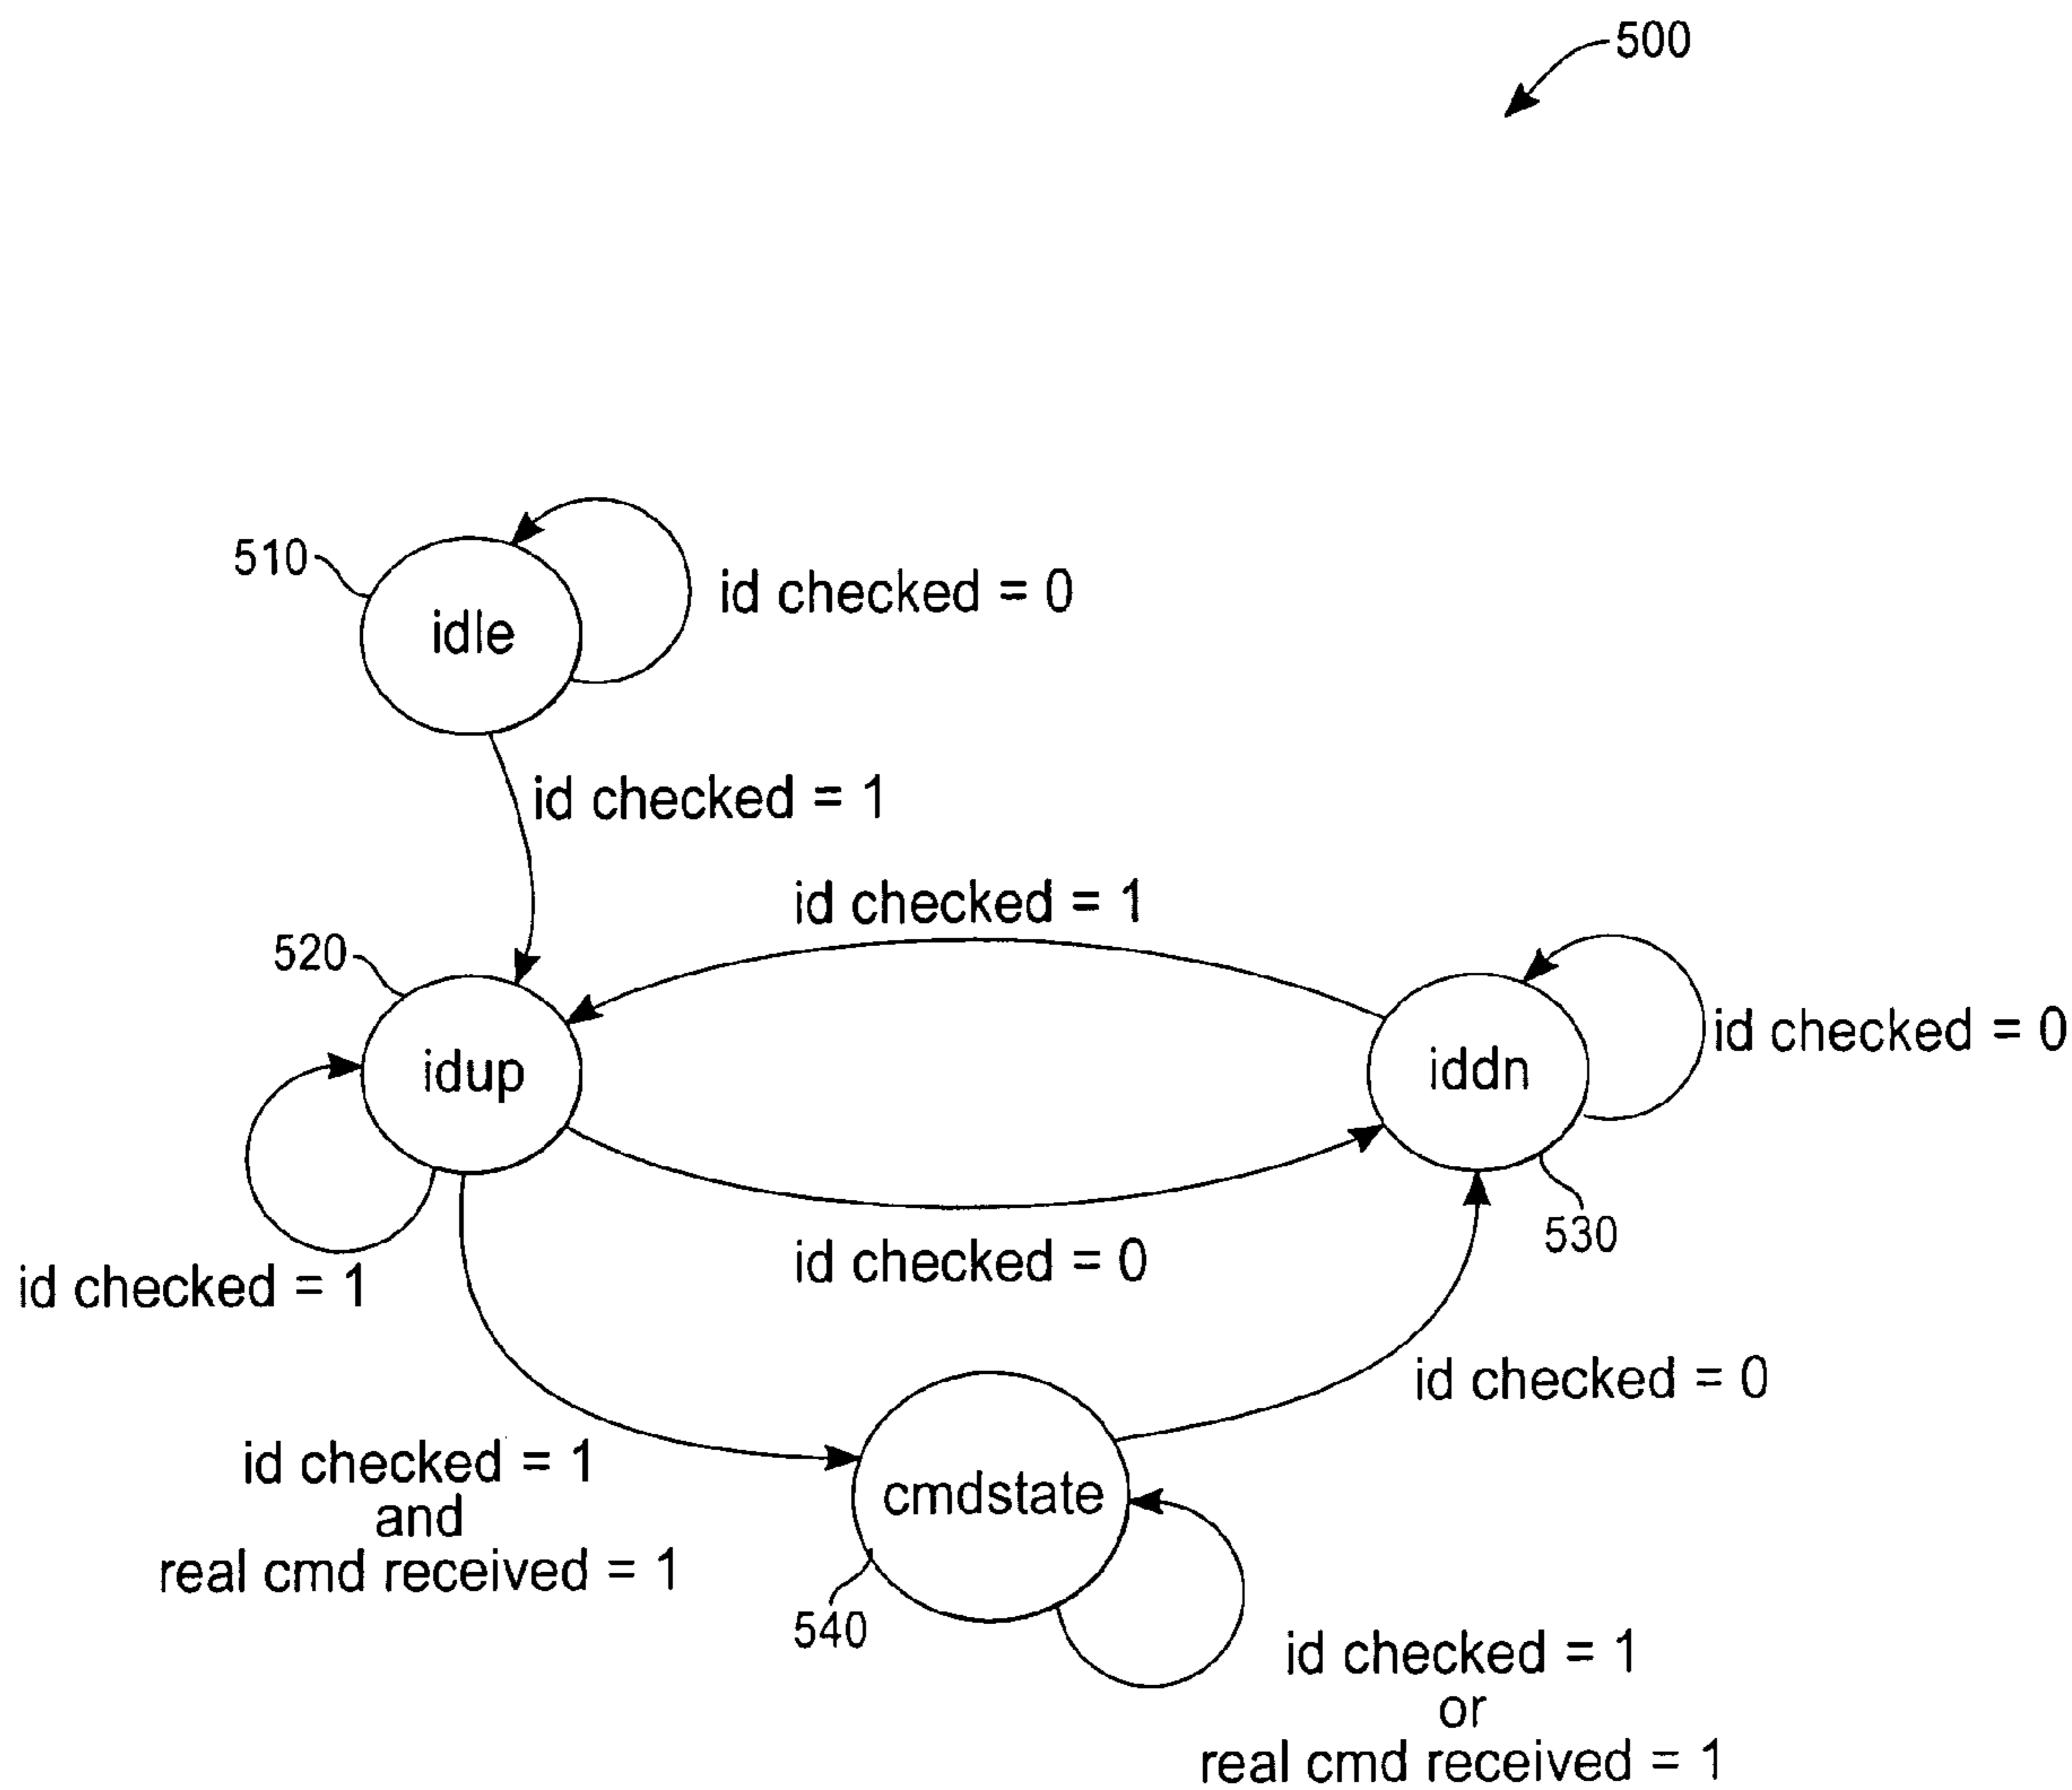 500
510
idle
id checked = 0
id checked = 1
id checked = 1
520
idup
iddn
id checked = 0
530
id checked = 0
id checked = 1
id checked = 0
id checked = 1
and
real cmd received = 1
cmdstate
540
id checked = 1
or
real cmd received = 1